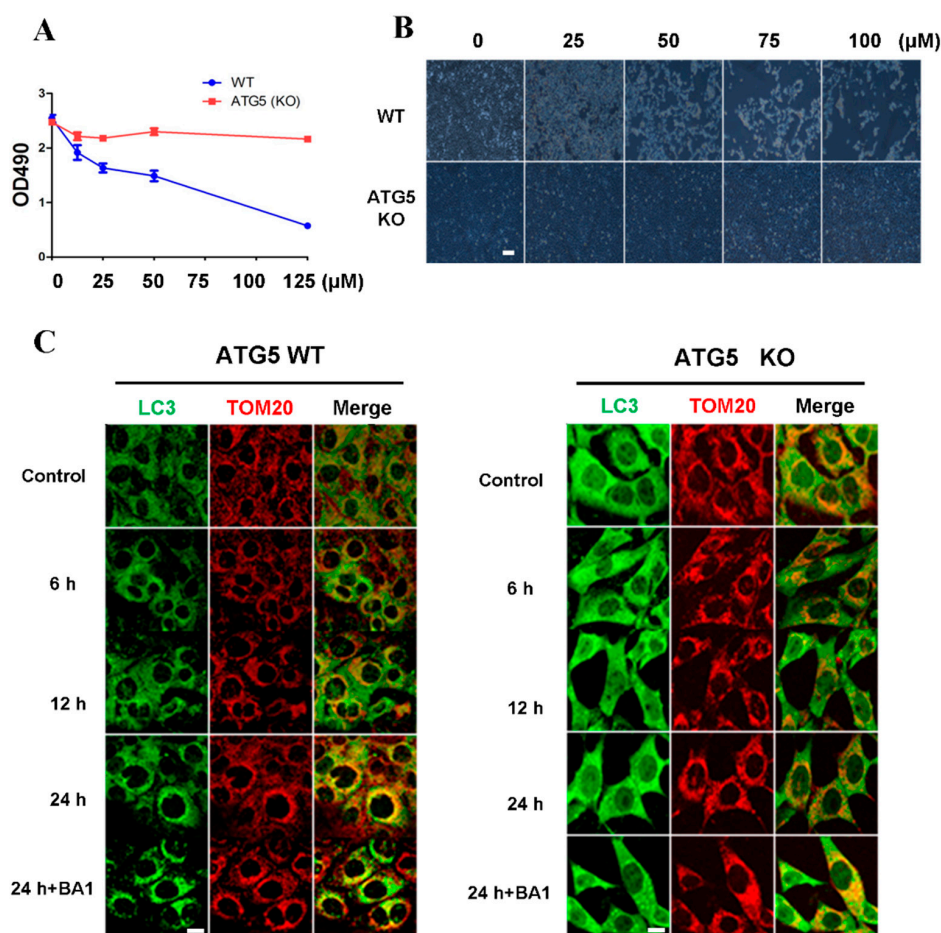 A
WT
ATG5 (KO)
OD490
3
2
1
0
0 25 50 75 100 125 (μM)
B
0 25 50 75 100 (μM)
WT
ATG5
KO
C
ATG5 WT
LC3 TOM20 Merge
Control
6 h
12 h
24 h
24 h+BA1
ATG5 KO
LC3 TOM20 Merge
Control
6 h
12 h
24 h
24 h+BA1